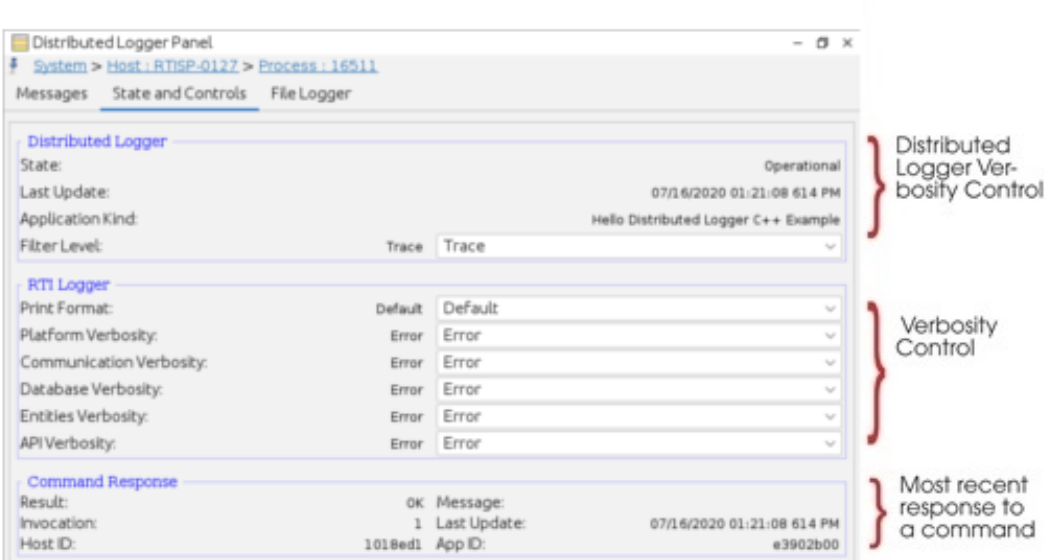 Distributed Logger Panel
System > Host : RTISP-0127 > Process : 16511
Messages State and Controls File Logger
Distributed Logger
State: Operational
Last Update: 07/16/2020 01:21:08 614 PM
Application Kind: Hello Distributed Logger C++ Example
Filter Level: Trace Trace
Distributed
Logger Ver-
bosity Control
RTI Logger
Print Format: Default Default
Platform Verbosity: Error Error
Communication Verbosity: Error Error
Database Verbosity: Error Error
Entities Verbosity: Error Error
API Verbosity: Error Error
Verbosity
Control
Command Response
Result: OK Message:
Invocation: 1 Last Update: 07/16/2020 01:21:08 614 PM
Host ID: 1018ed1 App ID: e3902b00
Most recent
response to
a command